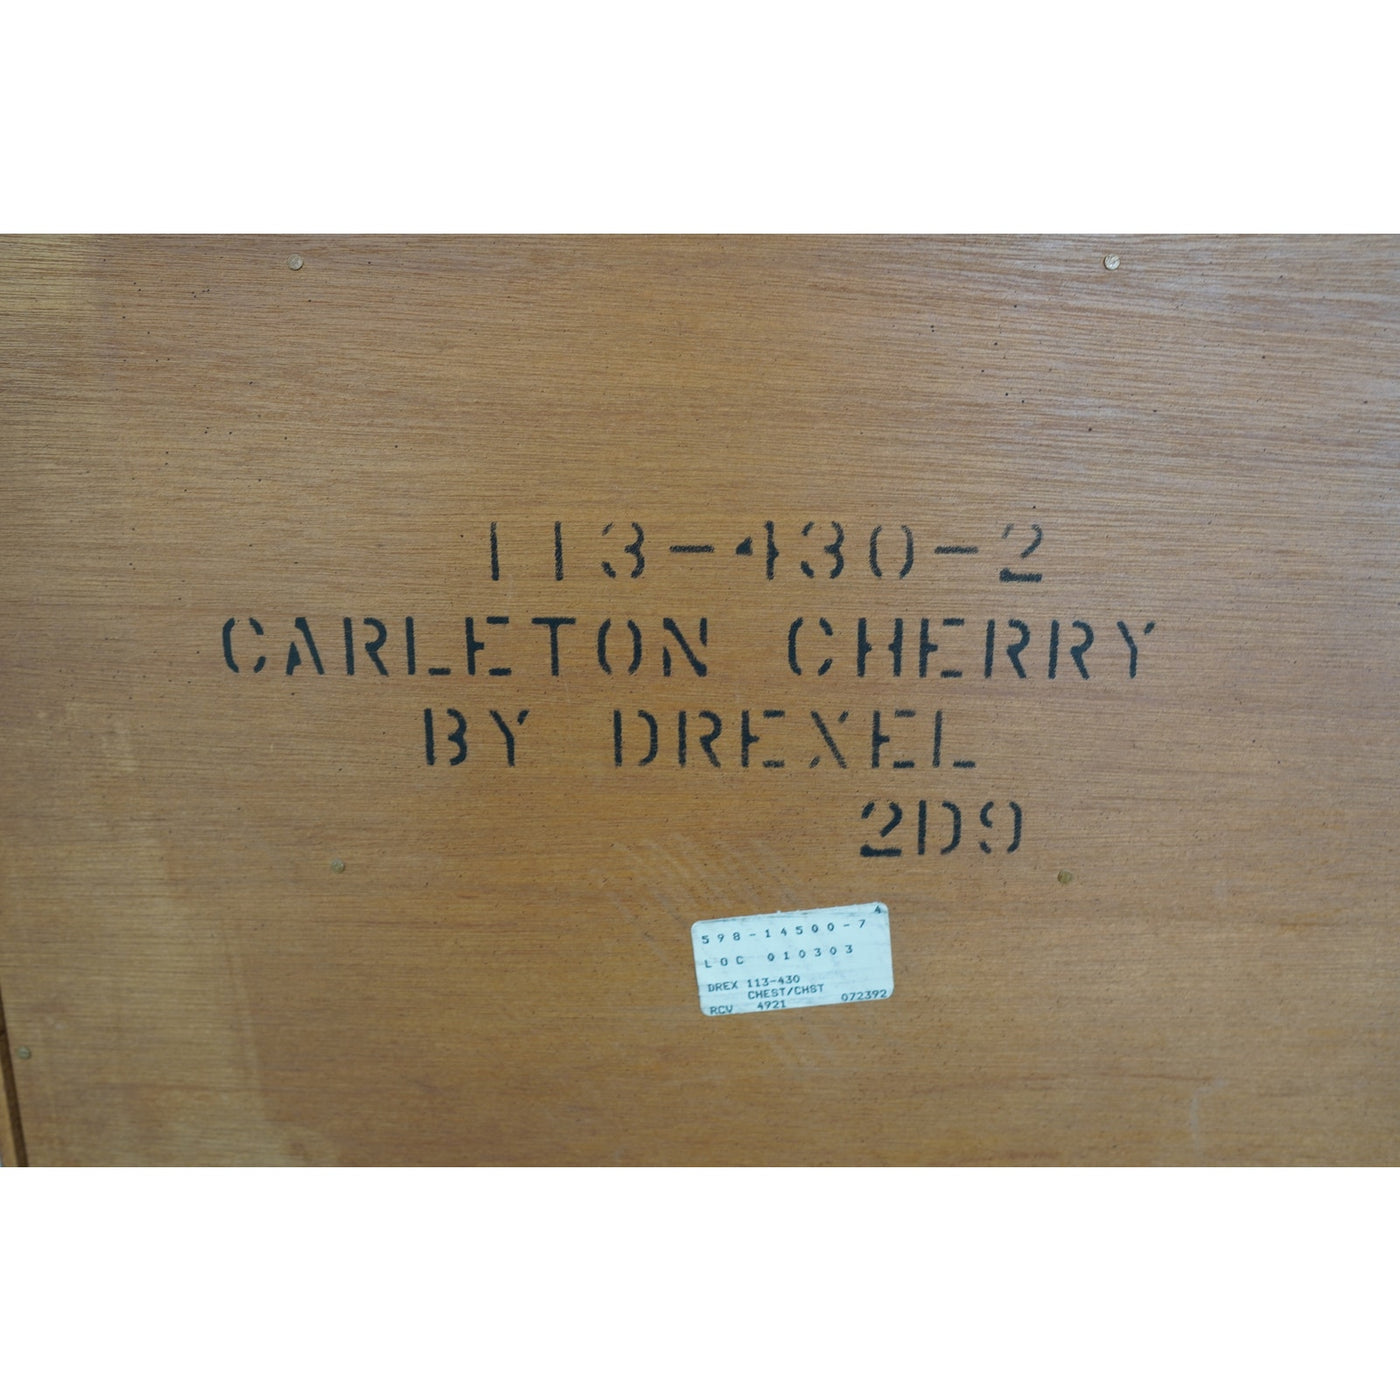 113-430-2
CARLETON CHERRY
BY DREXEL
2D9
4
598-14500-7
LOC 010303
DREX 113-430
CHEST/CHST
RCV 4921 072392